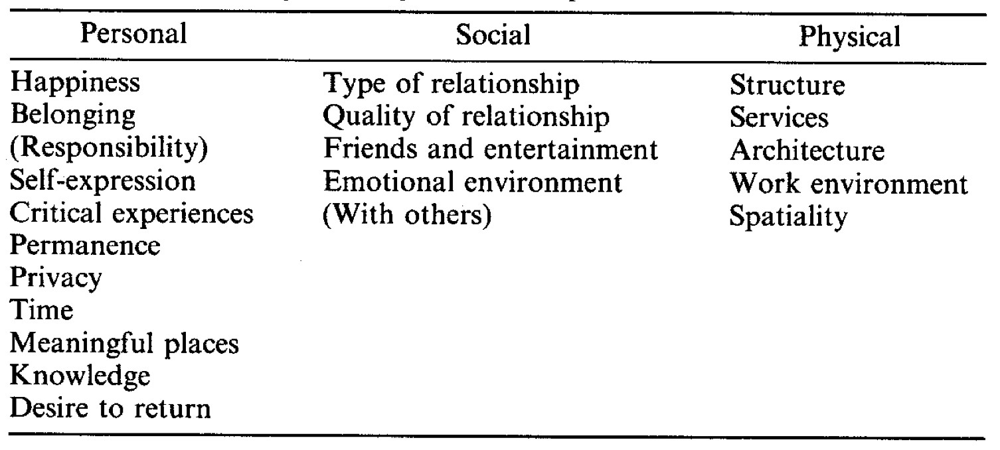 Personal Social Physical
Happiness Type of relationship Structure
Belonging Quality of relationship Services
(Responsibility) Friends and entertainment Architecture
Self-expression Emotional environment Work environment
Critical experiences (With others) Spatiality
Permanence
Privacy
Time
Meaningful places
Knowledge
Desire to return